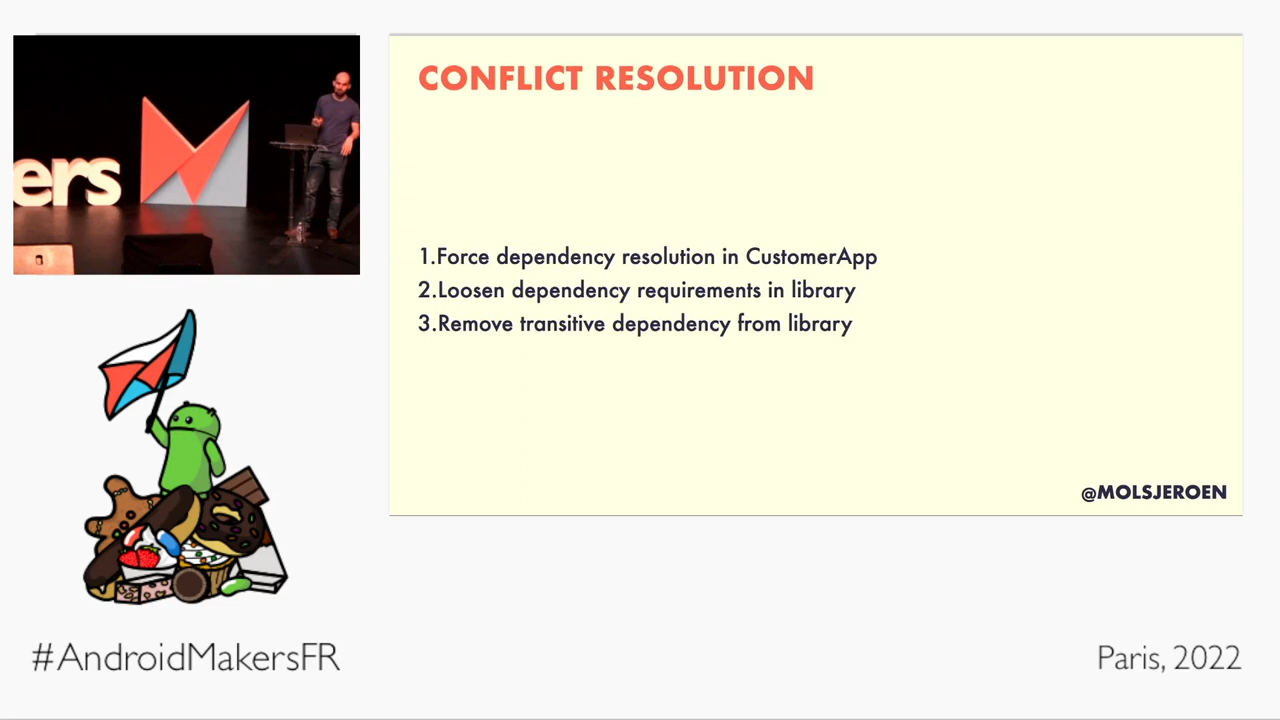 ers
CONFLICT RESOLUTION
1.Force dependency resolution in CustomerApp
2.Loosen dependency requirements in library
3.Remove transitive dependency from library
@MOLSJEROEN
#AndroidMakersFR
Paris, 2022